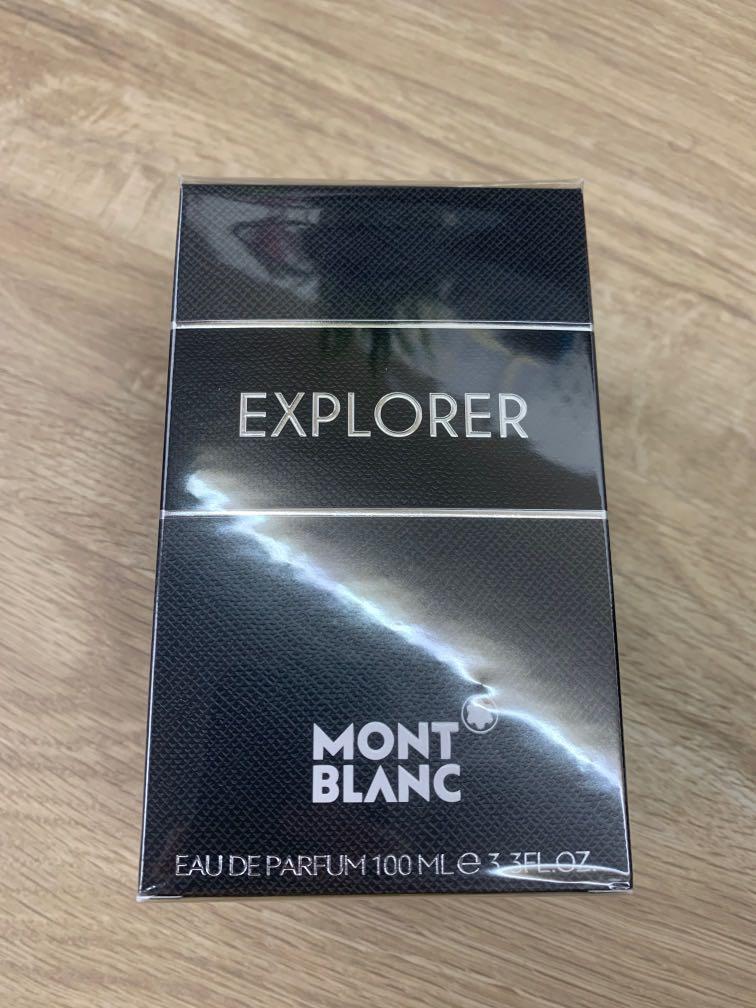 EXPLORER
MONT
BLANC
EAU DE PARFUM 100 ML e 3.3FL.OZ.